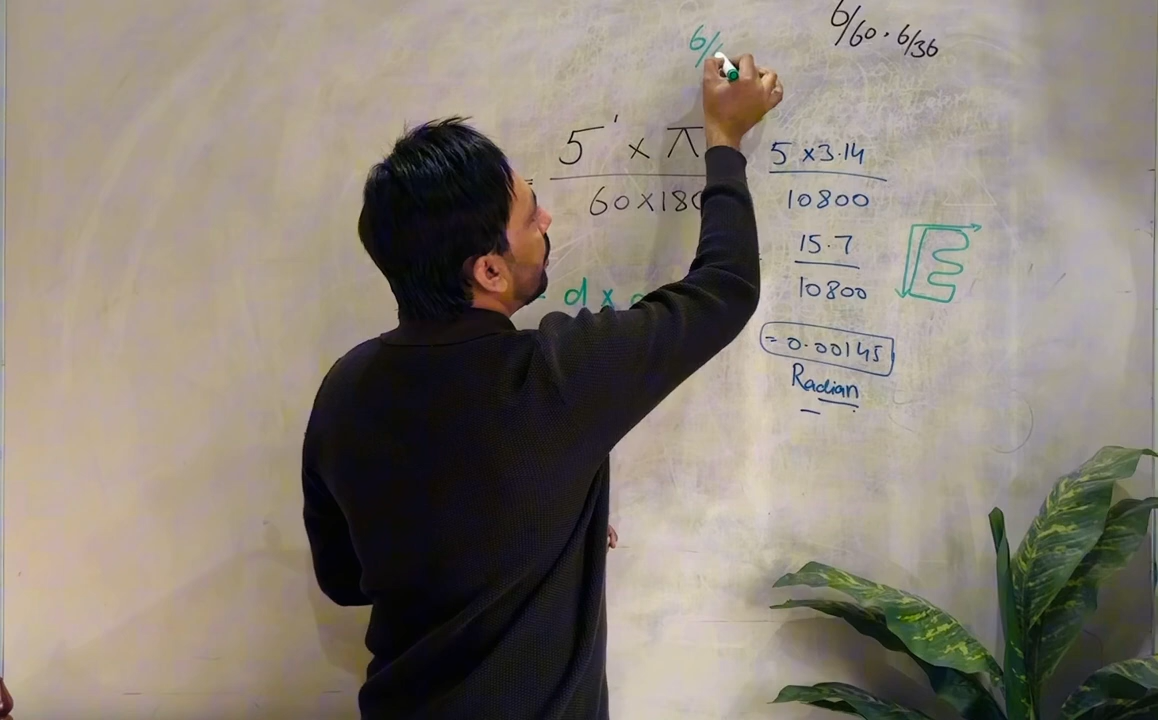 6/
6/60 . 6/36
= 5' × π
60×180
= d ×
5 ×3.14
10800
15.7
10800
= 0.00145
Radian
E